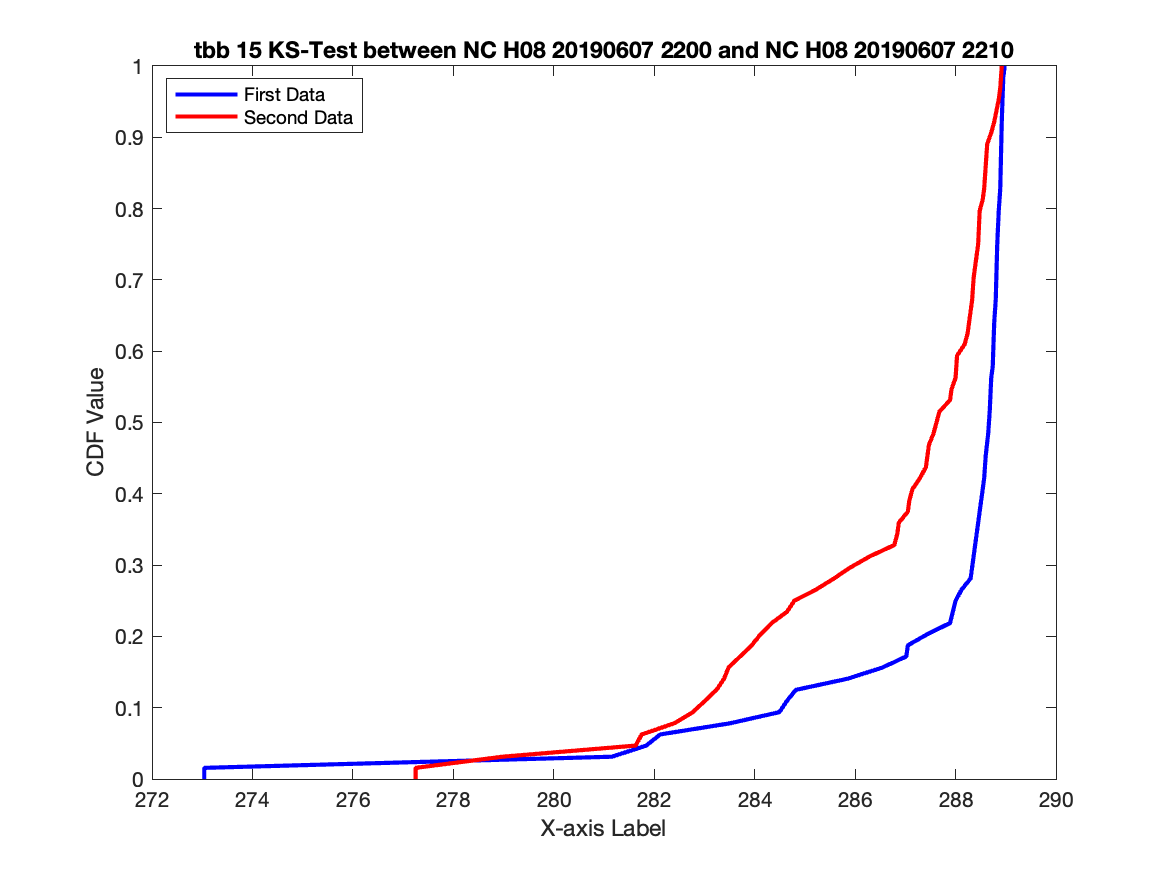 tbb 15 KS-Test between NC H08 20190607 2200 and NC H08 20190607 2210
First Data
Second Data
1
0.9
0.8
0.7
0.6
0.5
0.4
0.3
0.2
0.1
0
CDF Value
272 274 276 278 280 282 284 286 288 290
X-axis Label